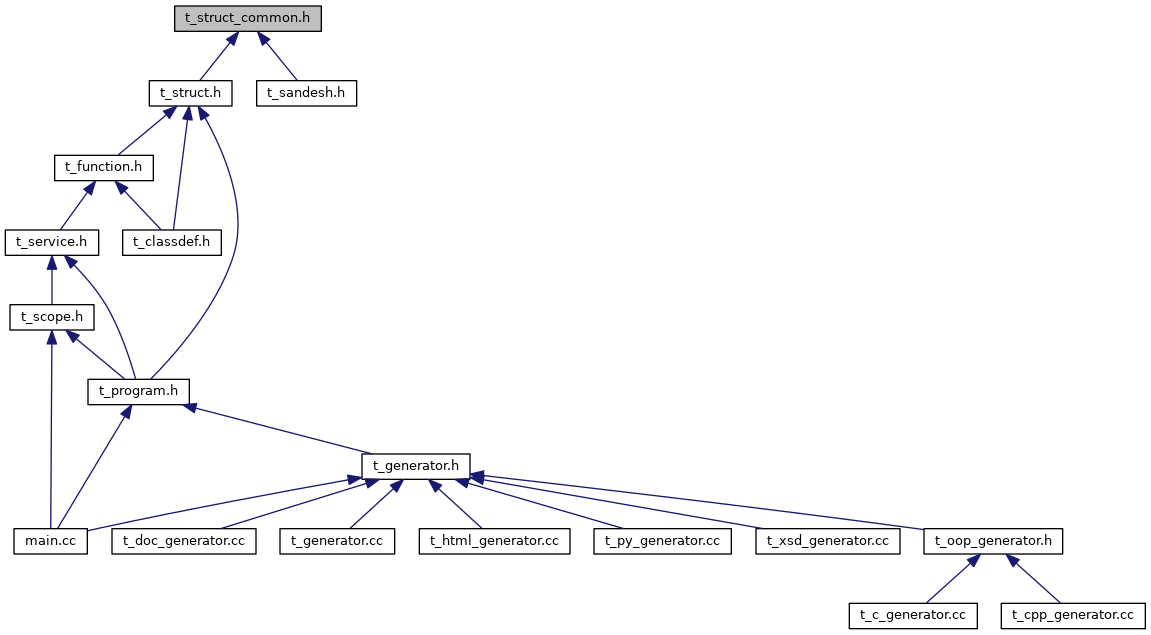 t_struct_common.h
t_struct.h
t_sandesh.h
t_function.h
t_service.h
t_classdef.h
t_scope.h
t_program.h
t_generator.h
main.cc
t_doc_generator.cc
t_generator.cc
t_html_generator.cc
t_py_generator.cc
t_xsd_generator.cc
t_oop_generator.h
t_c_generator.cc
t_cpp_generator.cc